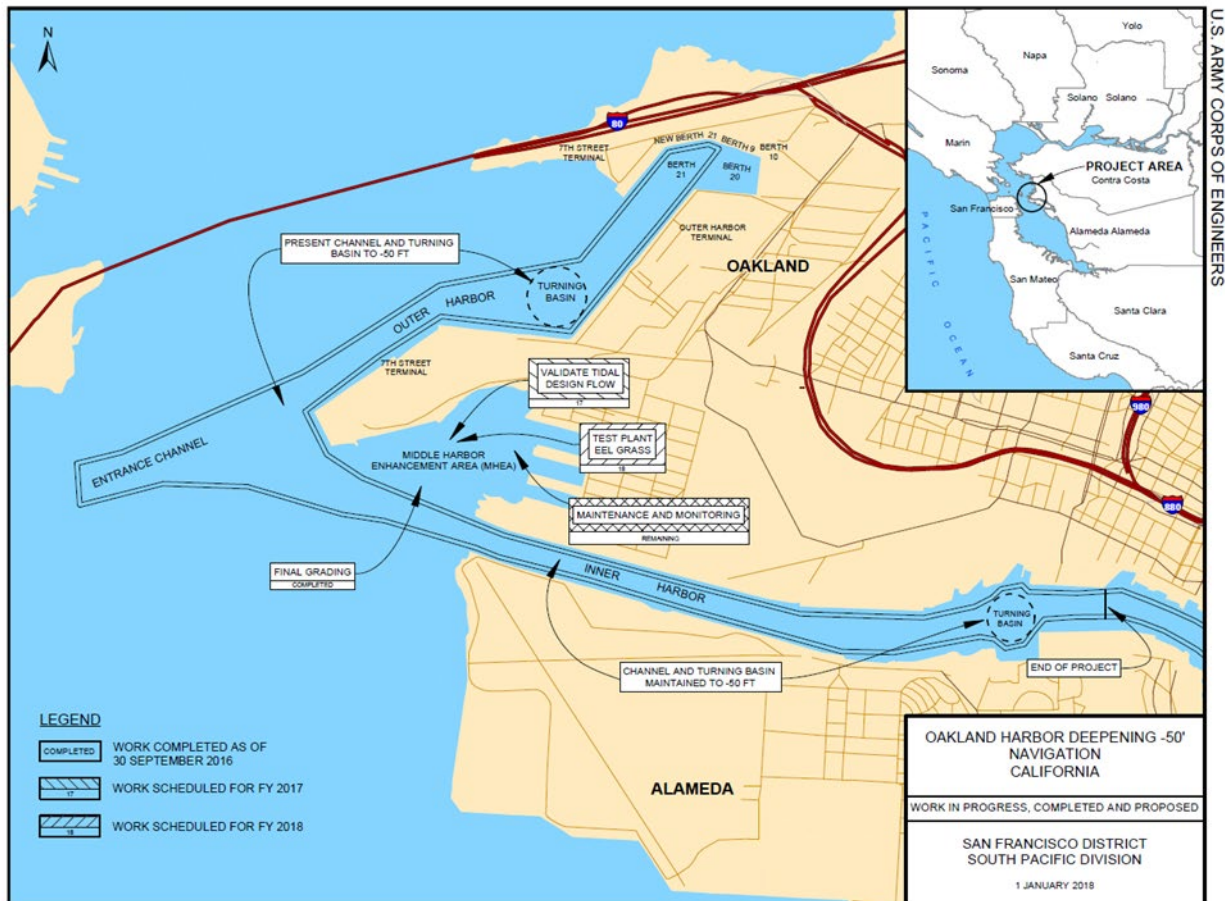 N
U.S. ARMY CORPS OF ENGINEERS
80
7TH STREET
TERMINAL
NEW BERTH 21
BERTH 9
BERTH
10
BERTH
21
BERTH
20
OUTER HARBOR
TERMINAL
OAKLAND
PRESENT CHANNEL AND TURNING
BASIN TO -50 FT
TURNING
BASIN
OUTER HARBOR
7TH STREET
TERMINAL
ENTRANCE CHANNEL
VALIDATE TIDAL
DESIGN FLOW
17
TEST PLANT
EEL GRASS
18
MIDDLE HARBOR
ENHANCEMENT AREA (MHEA)
MAINTENANCE AND MONITORING
REMAINING
FINAL GRADING
COMPLETED
INNER HARBOR
TURNING
BASIN
CHANNEL AND TURNING BASIN
MAINTAINED TO -50 FT
END OF PROJECT
980
880
ALAMEDA
Yolo
Napa
Sonoma
Solano Solano
Marin
PROJECT AREA
Contra Costa
San Francisco
Alameda Alameda
PACIFIC OCEAN
San Mateo
Santa Clara
Santa Cruz
LEGEND
COMPLETED
WORK COMPLETED AS OF
30 SEPTEMBER 2016
17
WORK SCHEDULED FOR FY 2017
18
WORK SCHEDULED FOR FY 2018
OAKLAND HARBOR DEEPENING -50'
NAVIGATION
CALIFORNIA
WORK IN PROGRESS, COMPLETED AND PROPOSED
SAN FRANCISCO DISTRICT
SOUTH PACIFIC DIVISION
1 JANUARY 2018